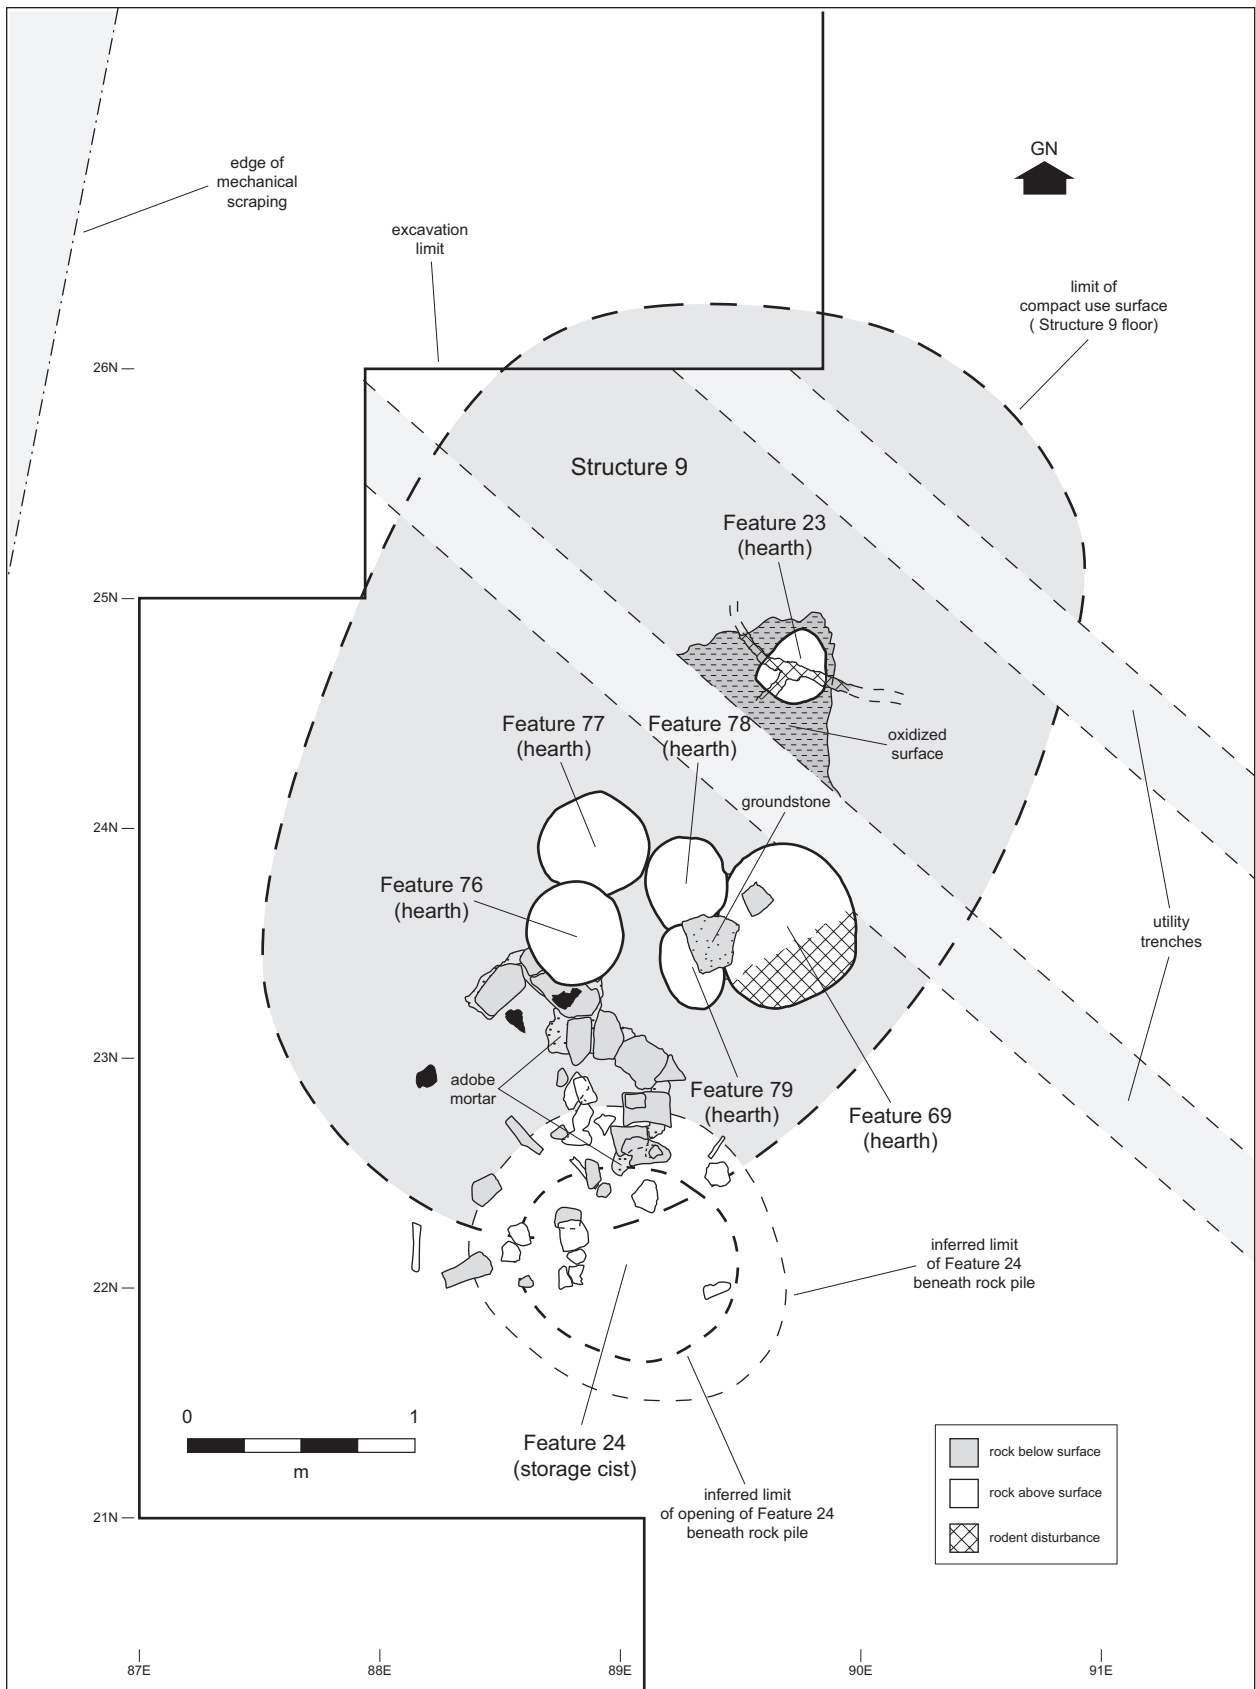 GN
edge of
mechanical
scraping
excavation
limit
limit of
compact use surface
( Structure 9 floor)
26N
Structure 9
Feature 23
(hearth)
25N
Feature 77
(hearth)
Feature 78
(hearth)
oxidized
surface
groundstone
24N
Feature 76
(hearth)
utility
trenches
23N
adobe
mortar
Feature 79
(hearth)
Feature 69
(hearth)
inferred limit
of Feature 24
beneath rock pile
22N
0 1
m
Feature 24
(storage cist)
inferred limit
of opening of Feature 24
beneath rock pile
rock below surface
rock above surface
rodent disturbance
21N
87E 88E 89E 90E 91E